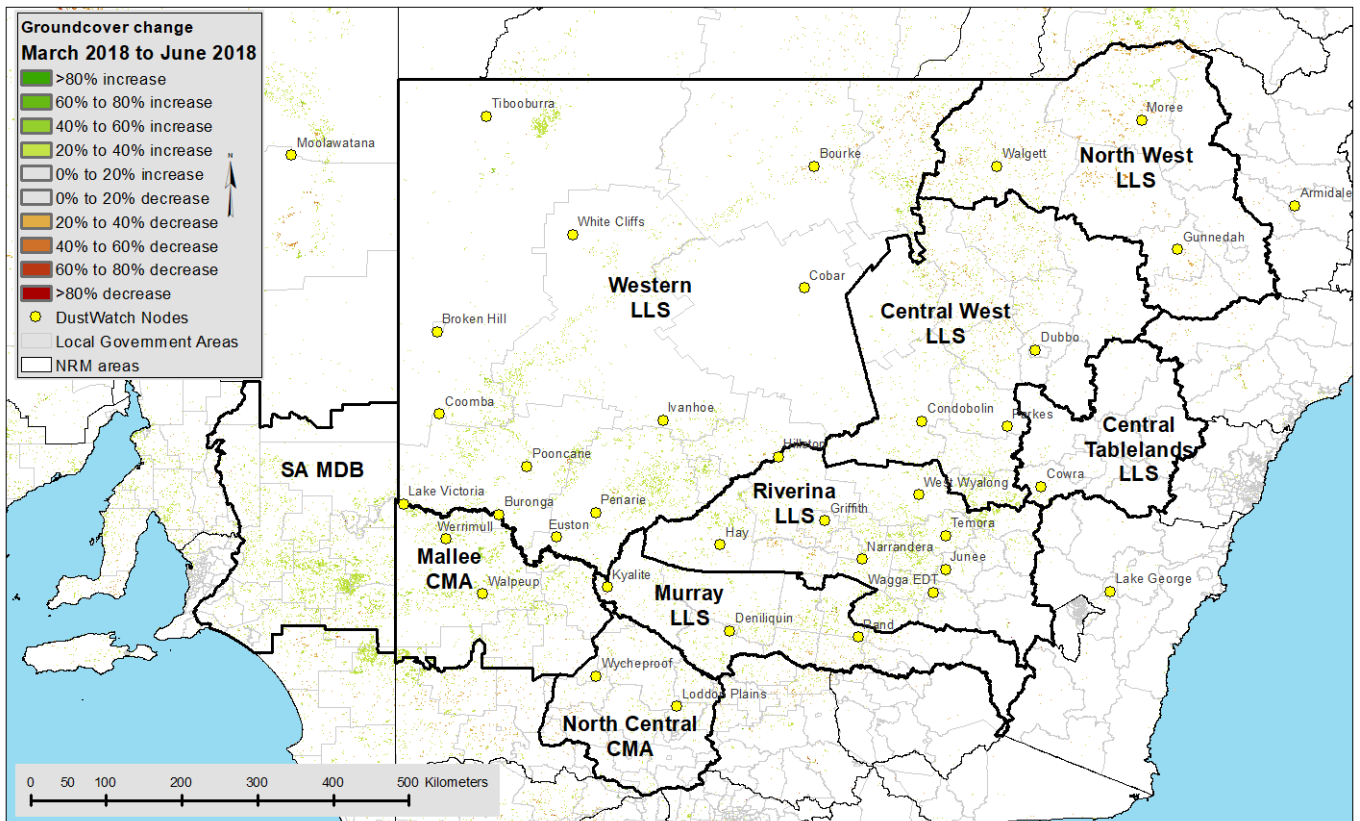 Groundcover change
March 2018 to June 2018
>80% increase
60% to 80% increase
40% to 60% increase
20% to 40% increase
0% to 20% increase
0% to 20% decrease
20% to 40% decrease
40% to 60% decrease
60% to 80% decrease
>80% decrease
DustWatch Nodes
Local Government Areas
NRM areas
N
Tibooburra
Moolawatana
Moree
Bourke
Walgett
North West
LLS
Armidale
White Cliffs
Gunnedah
Cobar
Western
LLS
Central West
LLS
Broken Hill
Dubbo
Coomba
Ivanhoe
Condobolin
Parkes
Central
Tablelands
LLS
Hillston
SA MDB
Pooncarie
Cowra
Lake Victoria
Buronga
Penarie
Riverina
LLS
West Wyalong
Griffith
Werrimull
Euston
Hay
Temora
Mallee
CMA
Narrandera
Junee
Walpeup
Kyalite
Murray
LLS
Wagga EDT
Lake George
Deniliquin
Rand
Wycheproof
Loddon Plains
North Central
CMA
0 50 100 200 300 400 500 Kilometers